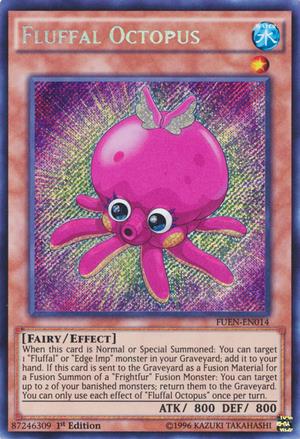 Fluffal Octopus
WATER
水
FUEN-EN014
[Fairy/Effect]
When this card is Normal or Special Summoned: You can target
1 "Fluffal" or "Edge Imp" monster in your Graveyard; add it to your
hand. If this card is sent to the Graveyard as a Fusion Material for
a Fusion Summon of a "Frightfur" Fusion Monster: You can target
up to 2 of your banished monsters; return them to the Graveyard.
You can only use each effect of "Fluffal Octopus" once per turn.
ATK/ 800 DEF/ 800
87246309 1st Edition ©1996 KAZUKI TAKAHASHI